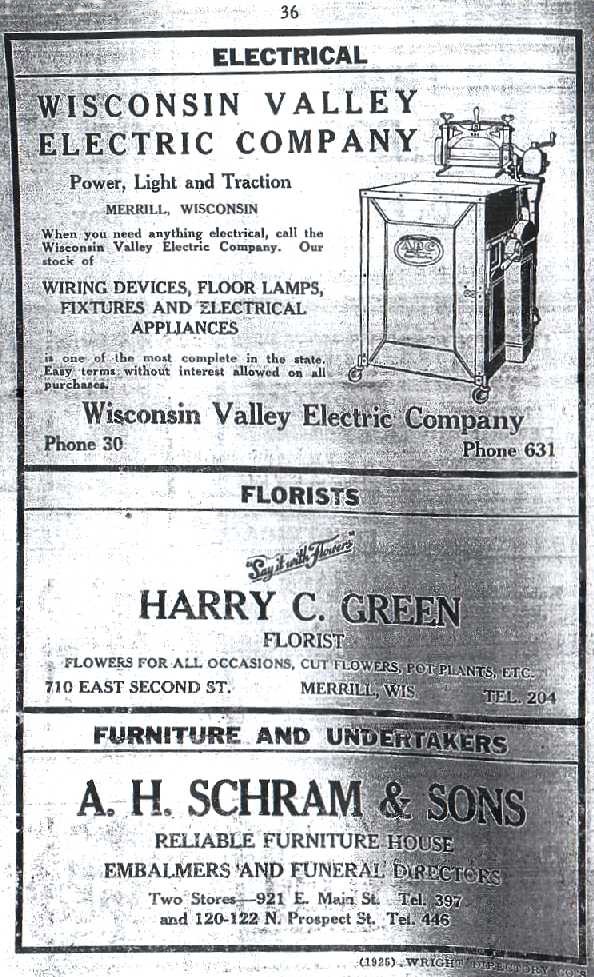 36
ELECTRICAL
WISCONSIN VALLEY
ELECTRIC COMPANY
Power, Light and Traction
MERRILL, WISCONSIN
When you need anything electrical, call the
Wisconsin Valley Electric Company. Our
stock of
WIRING DEVICES, FLOOR LAMPS,
FIXTURES AND ELECTRICAL
APPLIANCES
is one of the most complete in the state.
Easy terms without interest allowed on all
purchases.
ABC
Wisconsin Valley Electric Company
Phone 30
Phone 631
FLORISTS
"Say it with Flowers"
HARRY C. GREEN
FLORIST
FLOWERS FOR ALL OCCASIONS, CUT FLOWERS, POT PLANTS, ETC.
710 EAST SECOND ST. MERRILL, WIS. TEL. 204
FURNITURE AND UNDERTAKERS
A. H. SCHRAM & SONS
RELIABLE FURNITURE HOUSE
EMBALMERS AND FUNERAL DIRECTORS
Two Stores—921 E. Main St. Tel. 397
and 120-122 N. Prospect St. Tel. 446
WRIGHT DIRECTORY CO'S